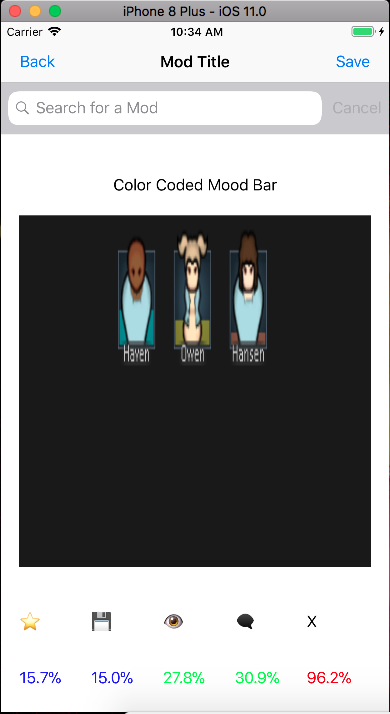 iPhone 8 Plus - iOS 11.0
Carrier 10:34 AM
Back Mod Title Save
Search for a Mod Cancel
Color Coded Mood Bar
Haven Owen Hansen
X
15.7% 15.0% 27.8% 30.9% 96.2%